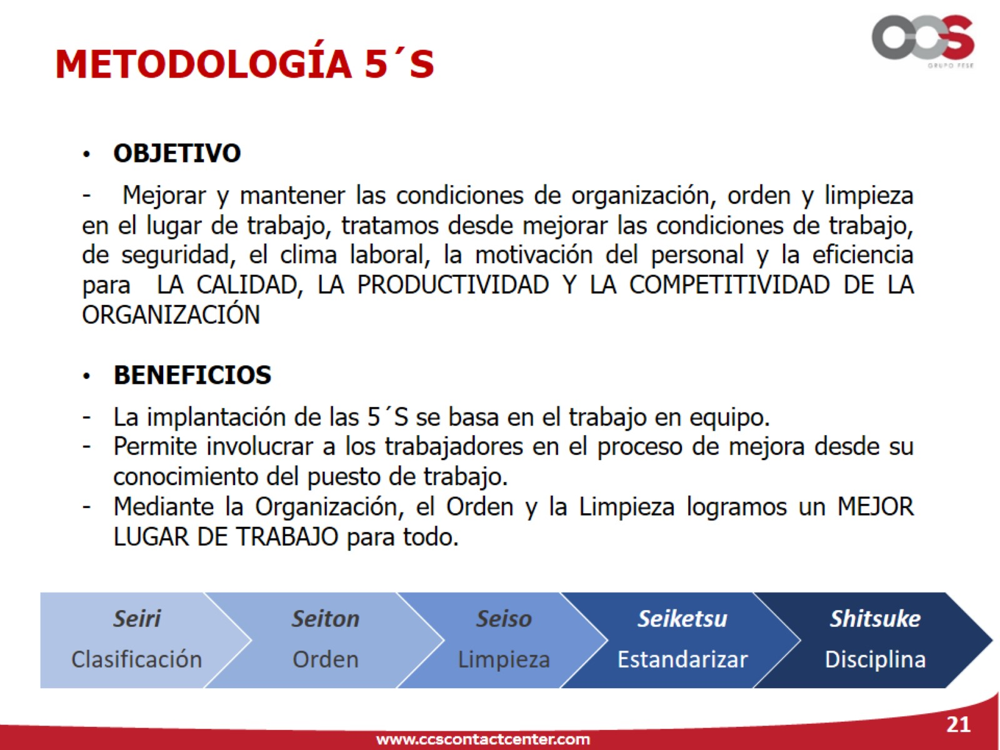 CCS
GRUPO FESE
METODOLOGÍA 5´S
• OBJETIVO
- Mejorar y mantener las condiciones de organización, orden y limpieza
en el lugar de trabajo, tratamos desde mejorar las condiciones de trabajo,
de seguridad, el clima laboral, la motivación del personal y la eficiencia
para LA CALIDAD, LA PRODUCTIVIDAD Y LA COMPETITIVIDAD DE LA
ORGANIZACIÓN
• BENEFICIOS
- La implantación de las 5´S se basa en el trabajo en equipo.
- Permite involucrar a los trabajadores en el proceso de mejora desde su
conocimiento del puesto de trabajo.
- Mediante la Organización, el Orden y la Limpieza logramos un MEJOR
LUGAR DE TRABAJO para todo.
Seiri
Clasificación
Seiton
Orden
Seiso
Limpieza
Seiketsu
Estandarizar
Shitsuke
Disciplina
21
www.ccscontactcenter.com